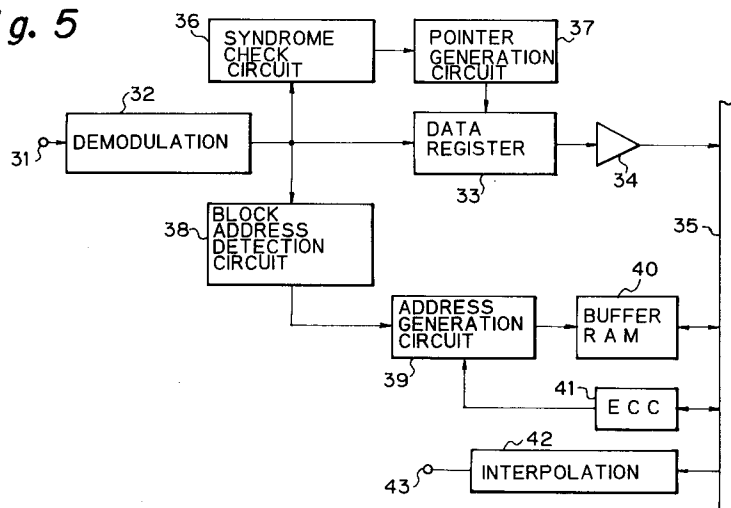 g. 5
36
SYNDROME
CHECK
CIRCUIT
POINTER
GENERATION
CIRCUIT
37
32
DEMODULATION
31
DATA
REGISTER
33
34
35
38
BLOCK
ADDRESS
DETECTION
CIRCUIT
ADDRESS
GENERATION
CIRCUIT
39
40
BUFFER
RAM
41
ECC
42
INTERPOLATION
43